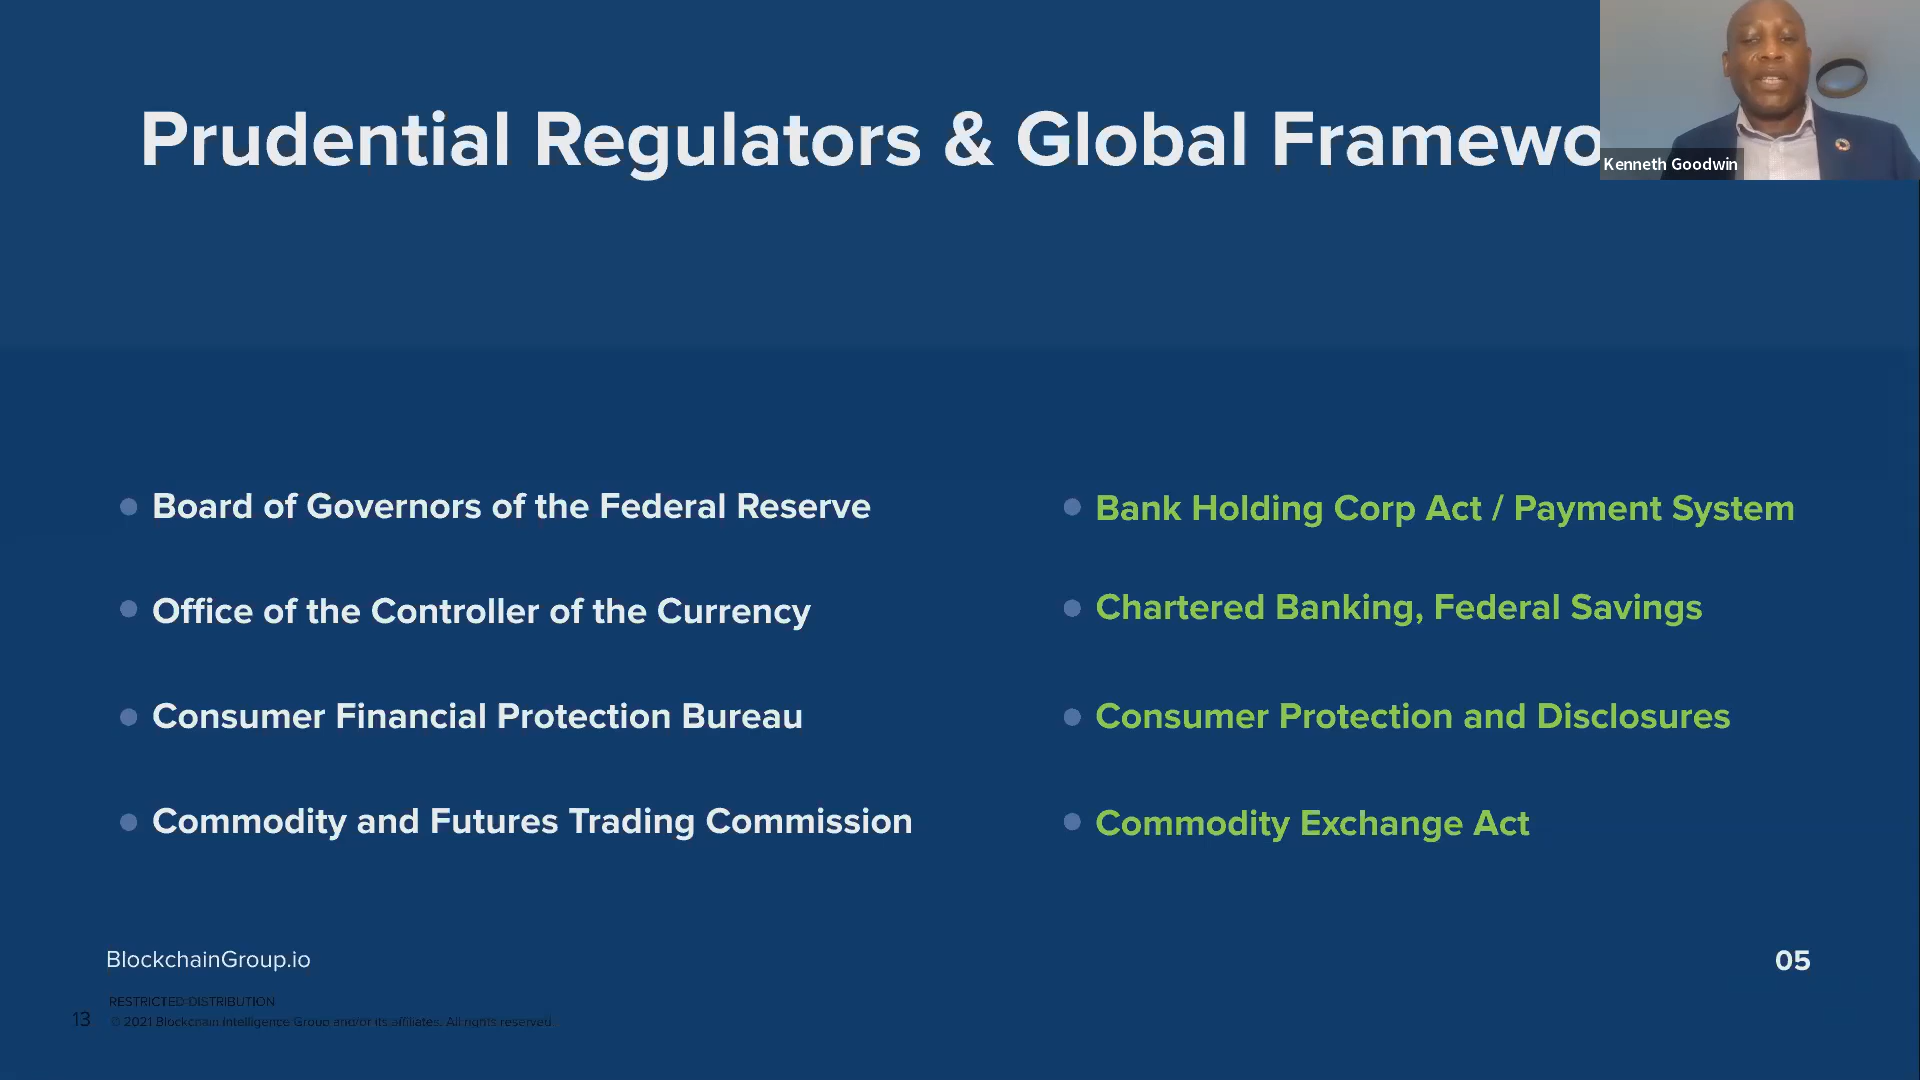 Prudential Regulators & Global Framewo
Kenneth Goodwin
Board of Governors of the Federal Reserve
Bank Holding Corp Act / Payment System
Office of the Controller of the Currency
Chartered Banking, Federal Savings
Consumer Financial Protection Bureau
Consumer Protection and Disclosures
Commodity and Futures Trading Commission
Commodity Exchange Act
BlockchainGroup.io
05
RESTRICTED DISTRIBUTION
13
© 2021 Blockchain Intelligence Group and/or its affiliates. All rights reserved